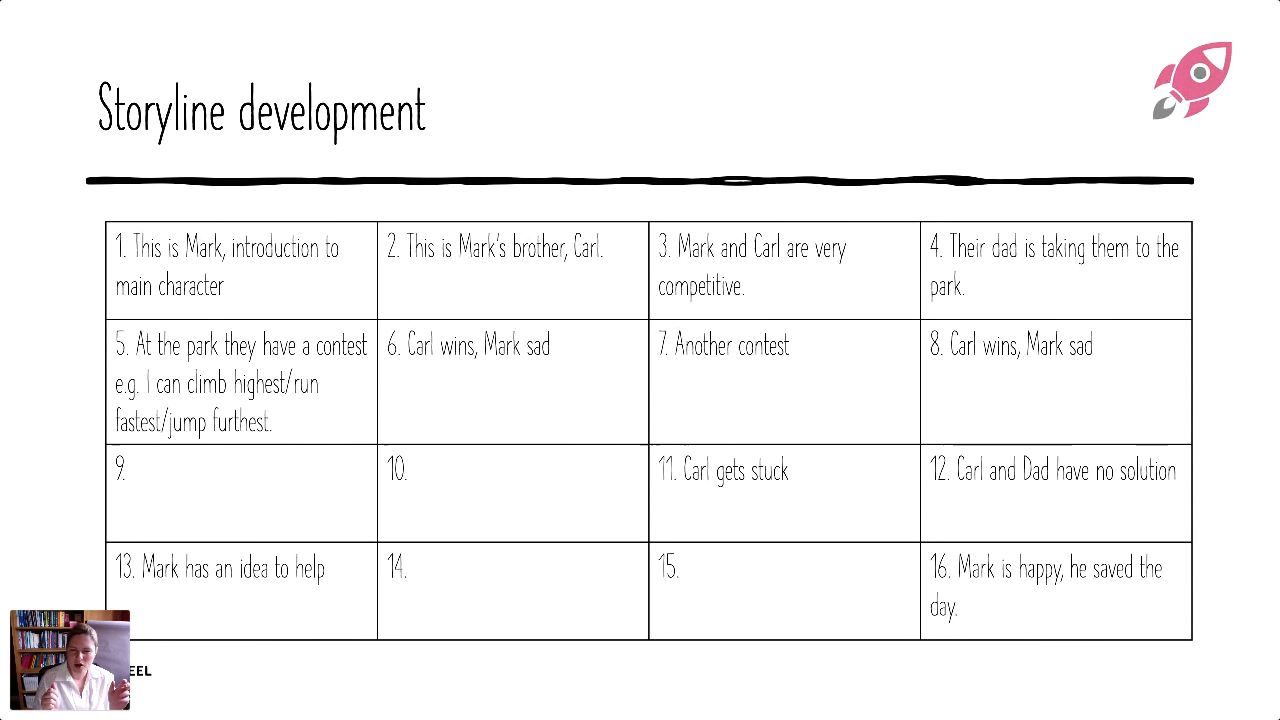 Storyline development
1. This is Mark, introduction to
main character
2. This is Mark's brother, Carl.
3. Mark and Carl are very
competitive.
4. Their dad is taking them to the
park.
5. At the park they have a contest
e.g. I can climb highest/run
fastest/jump furthest.
6. Carl wins, Mark sad
7. Another contest
8. Carl wins, Mark sad
9.
10.
11. Carl gets stuck
12. Carl and Dad have no solution
13. Mark has an idea to help
14.
15.
16. Mark is happy, he saved the
day.
EEL